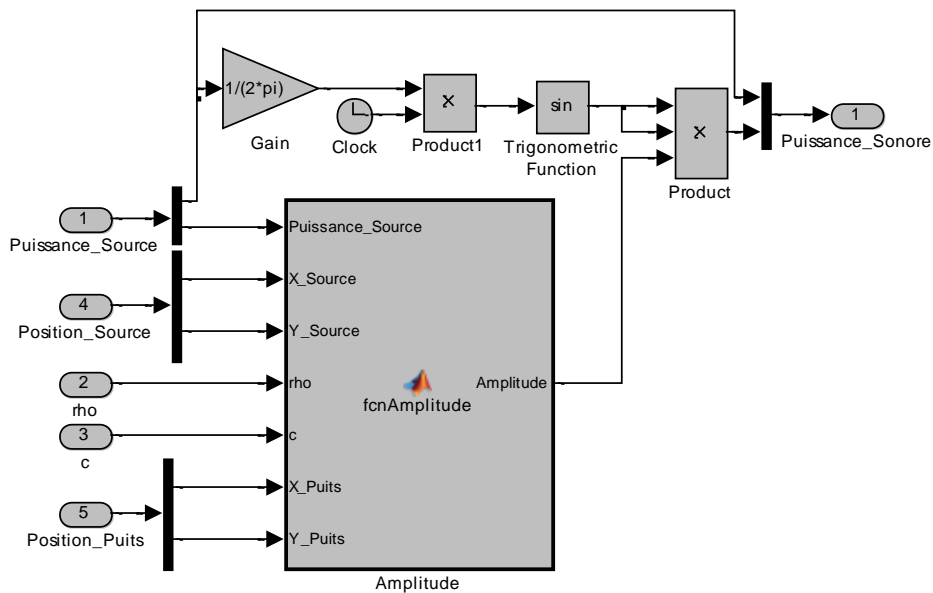 1/(2*pi)
Gain
Clock
×
Product1
sin
Trigonometric
Function
×
Product
1
Puissance_Sonore
1
Puissance_Source
4
Position_Source
2
rho
3
c
5
Position_Puits
Puissance_Source
X_Source
Y_Source
rho
c
X_Puits
Y_Puits
fcnAmplitude
Amplitude
Amplitude